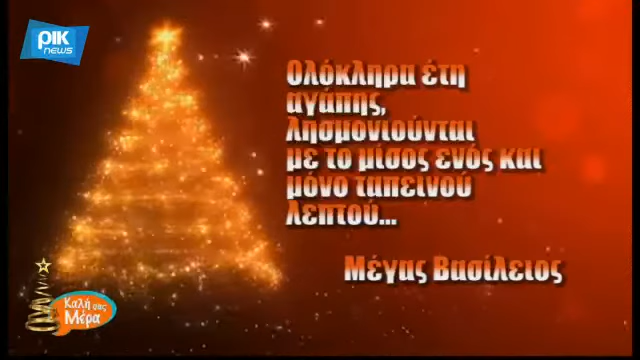 ΡΙΚ
news
Ολόκληρα έτη
αγάπης,
λησμονιούνται
με το μίσος ενός και
μόνο ταπεινού
λεπτού...
Μέγας Βασίλειος
Καλή σας
Μέρα